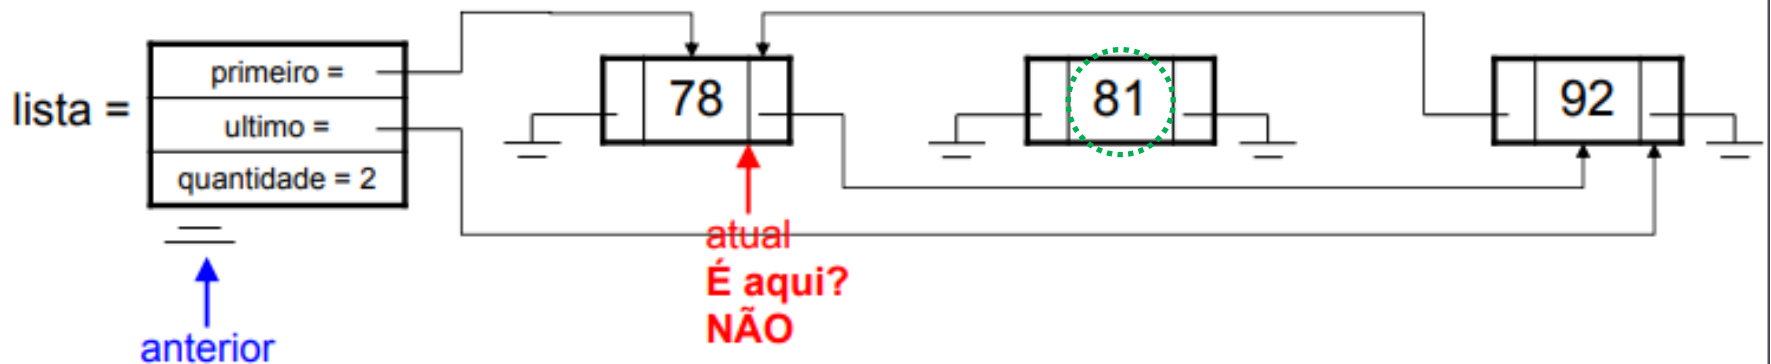 lista =
primeiro =
ultimo =
quantidade = 2
78
81
92
atual
É aqui?
NÃO
anterior